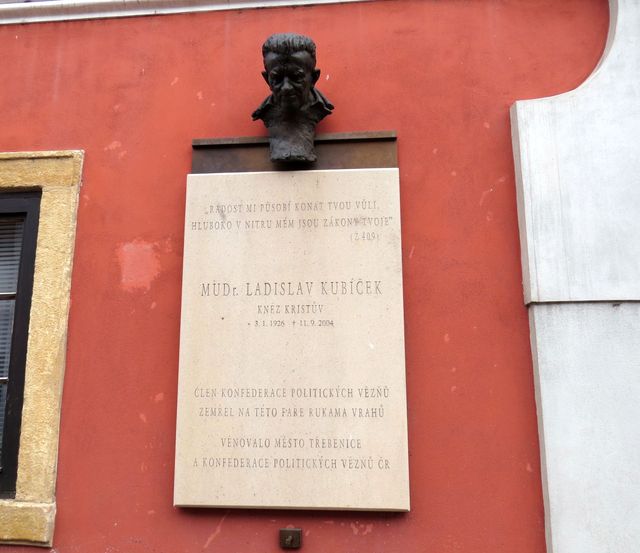 „RADOST MI PŮSOBÍ KONAT TVOU VŮLI,
HLUBOKO V NITRU MÉM JSOU ZÁKONY TVOJE"
(Ž 409)
MUDr. LADISLAV KUBÍČEK
KNĚZ KRISTŮV
* 3. 1. 1926 † 11. 9. 2004
ČLEN KONFEDERACE POLITICKÝCH VĚZŇŮ
ZEMŘEL NA TÉTO FAŘE RUKAMA VRAHŮ
VĚNOVALO MĚSTO TŘEBENICE
A KONFEDERACE POLITICKÝCH VĚZŇŮ ČR